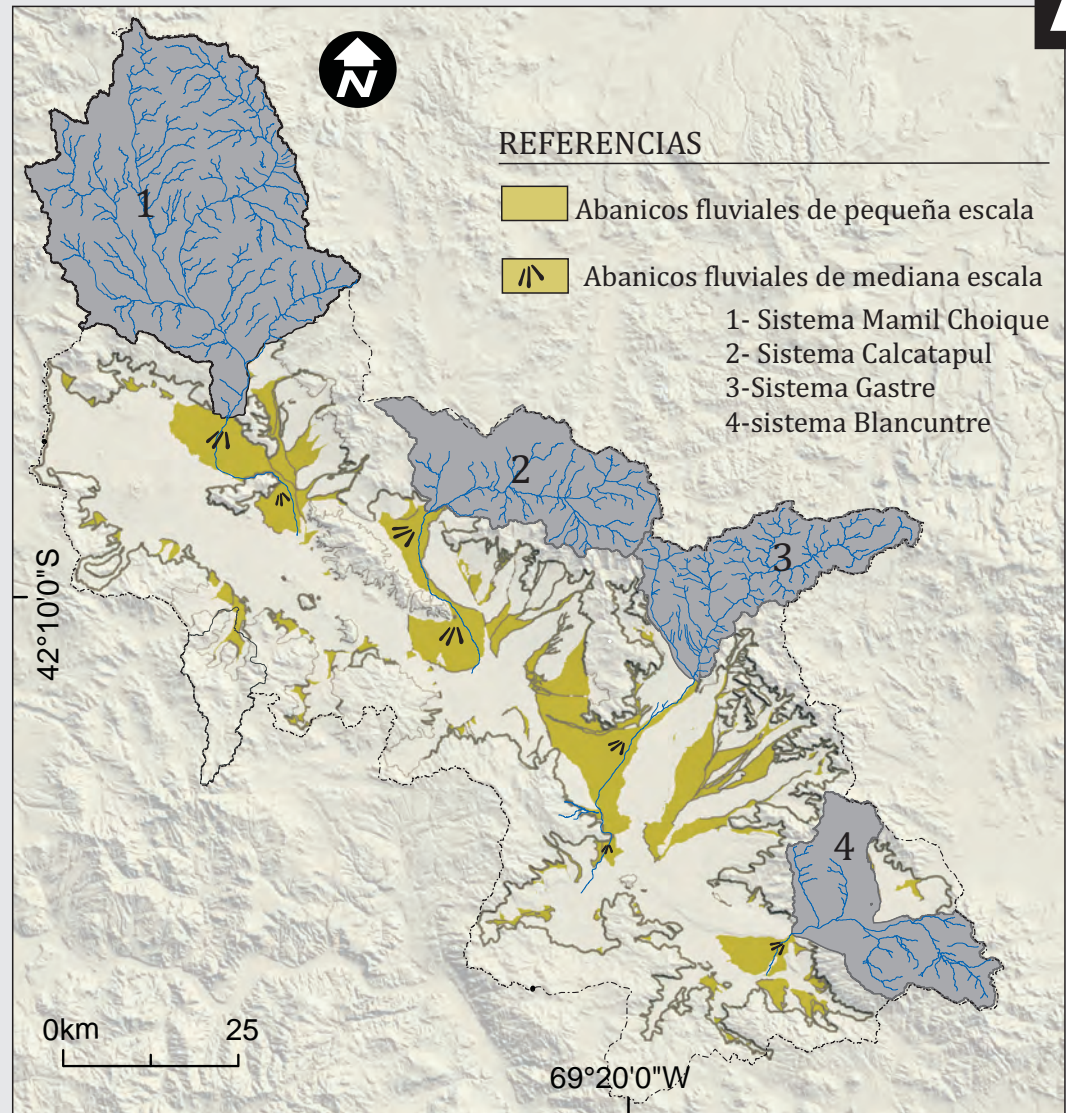 N
REFERENCIAS
Abanicos fluviales de pequeña escala
Abanicos fluviales de mediana escala
1- Sistema Mamil Choique
2- Sistema Calcatapul
3-Sistema Gastre
4-sistema Blancuntre
1
2
3
4
42°10'0"S
0km 25
69°20'0"W